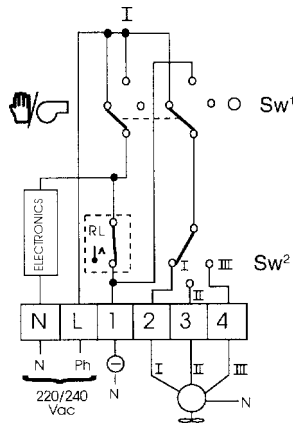 I
Sw¹
ELECTRONICS
RL
A
I
III
Sw²
II
N L 1 2 3 4
N Ph N I II III N
220/240
Vac